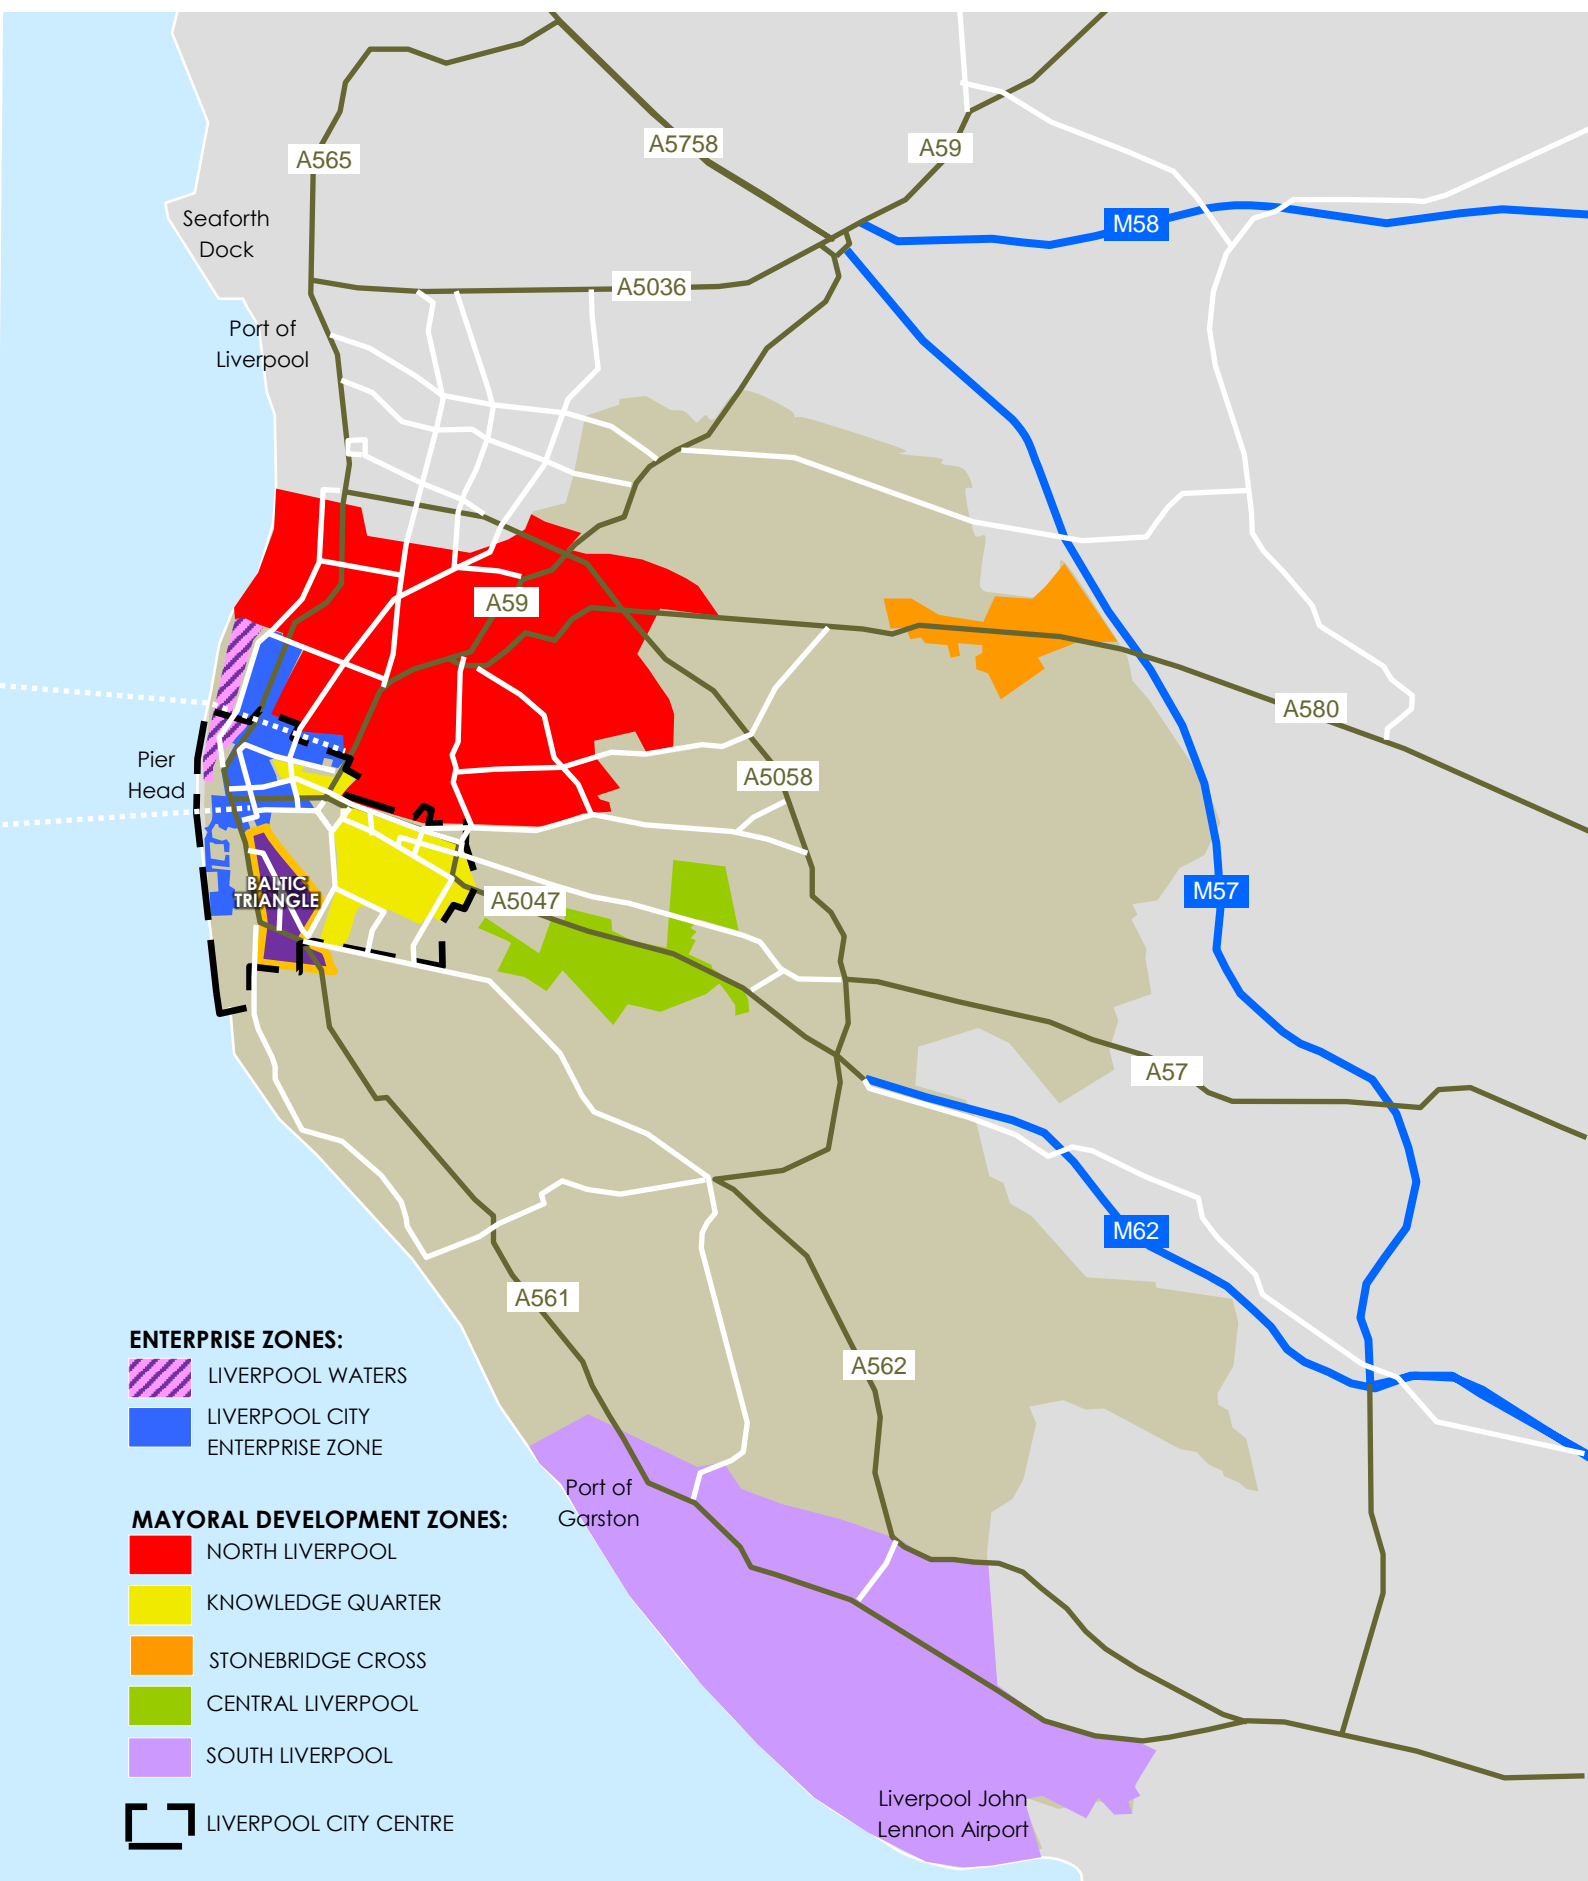 A5758
A59
A565
Seaforth
Dock
M58
A5036
Port of
Liverpool
A59
A580
Pier
Head
A5058
BALTIC
TRIANGLE
A5047
M57
A57
M62
A561
A562
ENTERPRISE ZONES:
LIVERPOOL WATERS
LIVERPOOL CITY
ENTERPRISE ZONE
Port of
Garston
MAYORAL DEVELOPMENT ZONES:
NORTH LIVERPOOL
KNOWLEDGE QUARTER
STONEBRIDGE CROSS
CENTRAL LIVERPOOL
SOUTH LIVERPOOL
LIVERPOOL CITY CENTRE
Liverpool John
Lennon Airport